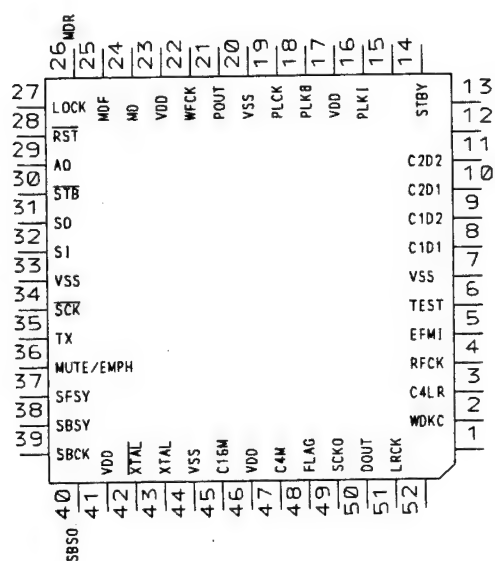 MDR
26 25 24 23 22 21 20 19 18 17 16 15 14
27 13
LOCK MDF MD VDD WFCK POUT VSS PLCK PLKB VDD PLKI STBY
28 12
RST
29 11
AO C2D2
30 10
STB C2D1
31 9
SO C1D2
32 8
SI C1D1
33 7
VSS VSS
34 6
SCK TEST
35 5
TX EFMI
36 4
MUTE/EMPH RFCK
37 3
SFSY C4LR
38 2
SBSY WDKC
39 1
SBCK VDD XTAL XTAL VSS C16M VDD C4M FLAG SCKO DOUT LRCK
40 41 42 43 44 45 46 47 48 49 50 51 52
SBSO